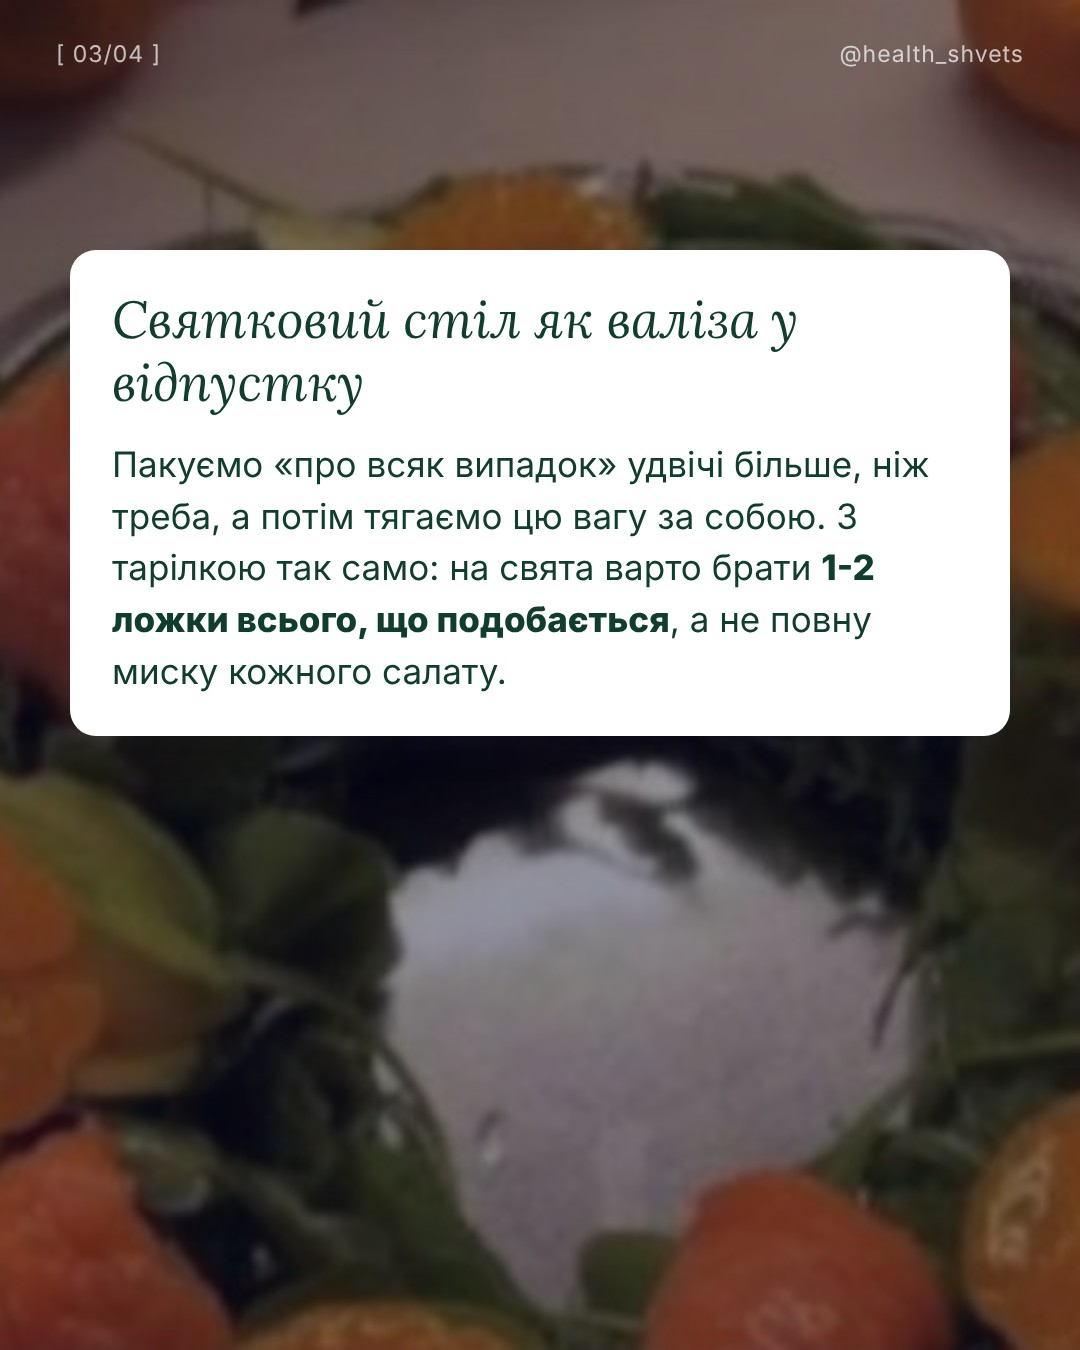 [ 03/04 ]
@health_shvets
Святковий стіл як валіза у
відпустку
Пакуємо «про всяк випадок» удвічі більше, ніж
треба, а потім тягаємо цю вагу за собою. З
тарілкою так само: на свята варто брати 1-2
ложки всього, що подобається, а не повну
миску кожного салату.